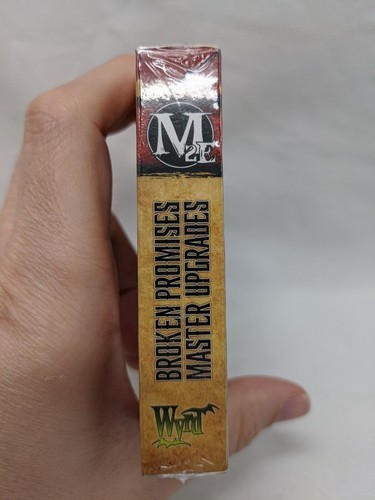 M2E
BROKEN PROMISES
MASTER UPGRADES
Wyrd